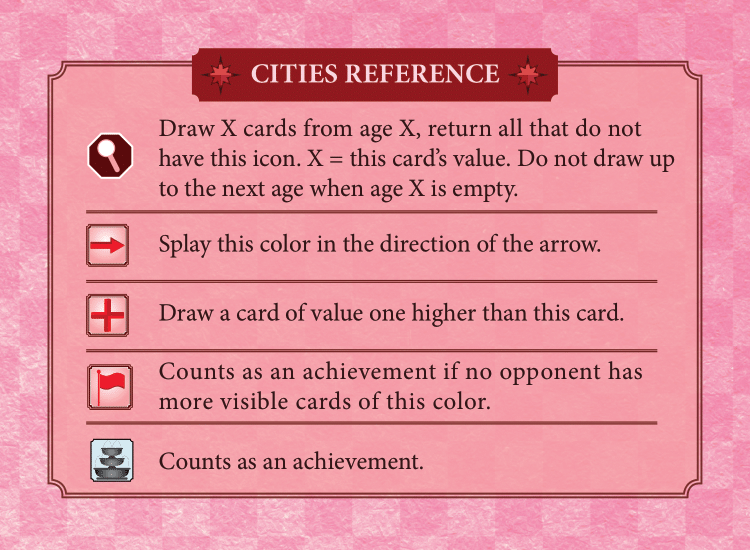 CITIES REFERENCE
Draw X cards from age X, return all that do not
have this icon. X = this card's value. Do not draw up
to the next age when age X is empty.
Splay this color in the direction of the arrow.
Draw a card of value one higher than this card.
Counts as an achievement if no opponent has
more visible cards of this color.
Counts as an achievement.